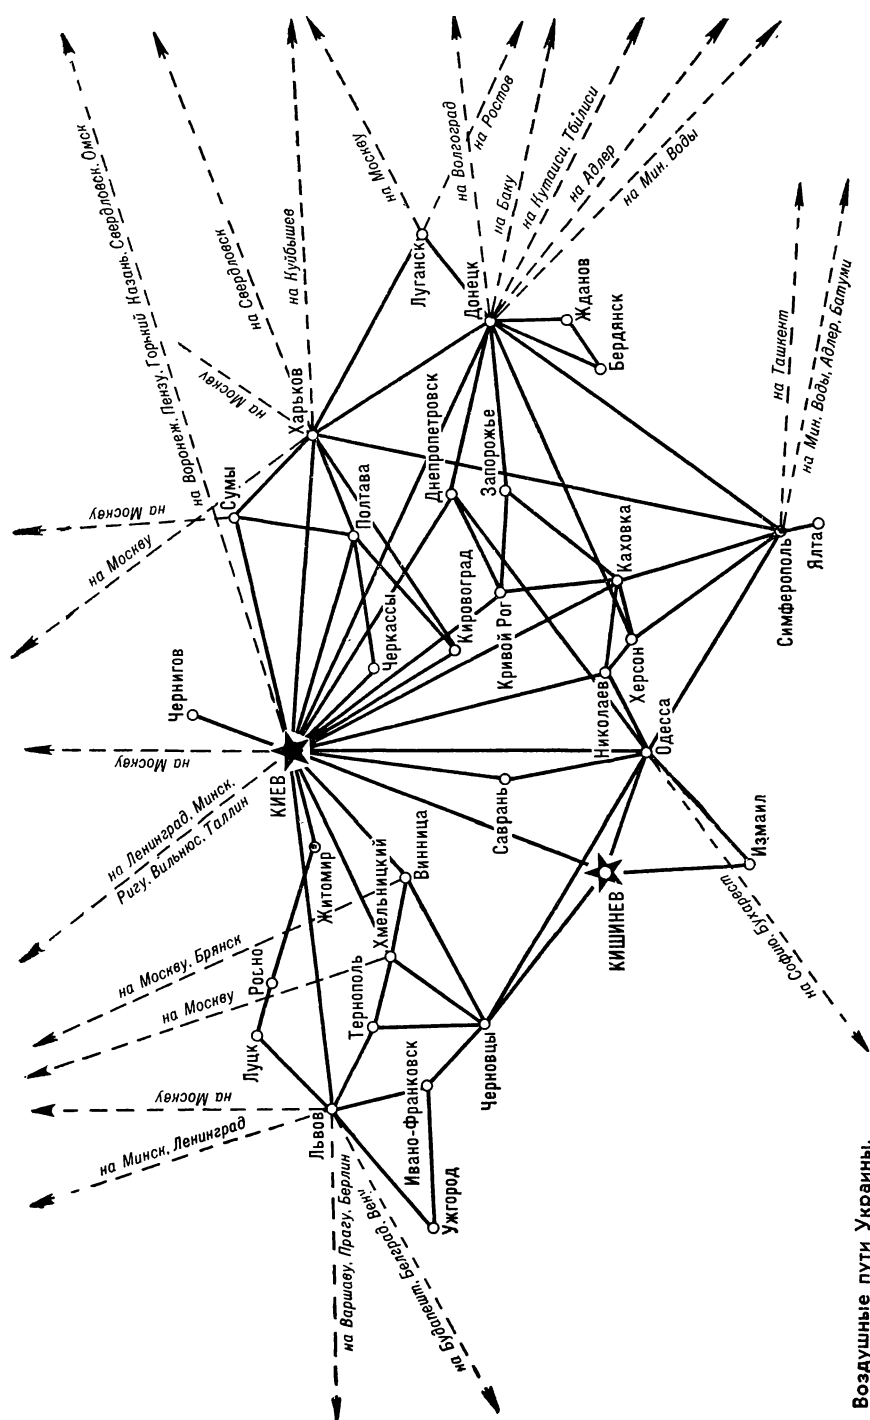 на Минск, Ленинград
на Москву
на Москву
на Москву, Брянск
на Ленинград, Минск,
Ригу, Вильнюс, Таллин
на Москву
на Москву
на Москву
на Воронеж, Пензу, Горький, Казань, Свердловск, Омск
на Москву
на Свердловск
на Куйбышев
на Москву
на Ростов
на Волгоград
на Баку
на Кутаиси, Тбилиси
на Адлер
на Мин. Воды
на Ташкент
на Мин. Воды, Адлер, Батуми
на Варшаву, Прагу, Берлин
на Будапешт, Белград, Вену
на Софию, Бухарест
Чернигов
Сумы
КИЕВ
Харьков
Луцк
Ровно
Житомир
Полтава
Луганск
Львов
Тернополь
Хмельницкий
Винница
Черкассы
Днепропетровск
Донецк
Ужгород
Ивано-Франковск
Черновцы
Саврань
Кировоград
Кривой Рог
Запорожье
Жданов
Бердянск
КИШИНЕВ
Николаев
Херсон
Каховка
Одесса
Измаил
Симферополь
Ялта
Воздушные пути Украины.